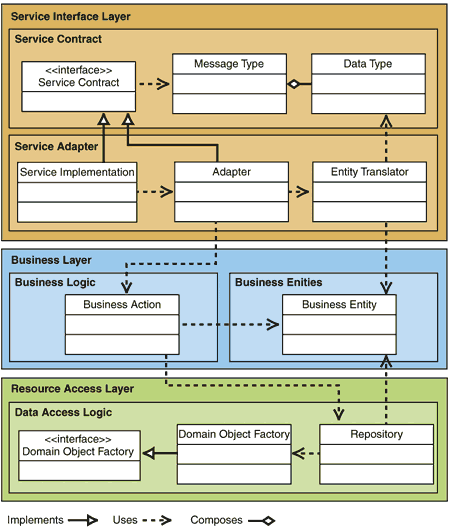 Service Interface Layer
Service Contract
<<interface>>
Service Contract
Message Type
Data Type
Service Adapter
Service Implementation
Adapter
Entity Translator
Business Layer
Business Logic
Business Enities
Business Action
Business Entity
Resource Access Layer
Data Access Logic
<<interface>>
Domain Object Factory
Domain Object Factory
Repository
Implements
Uses
Composes